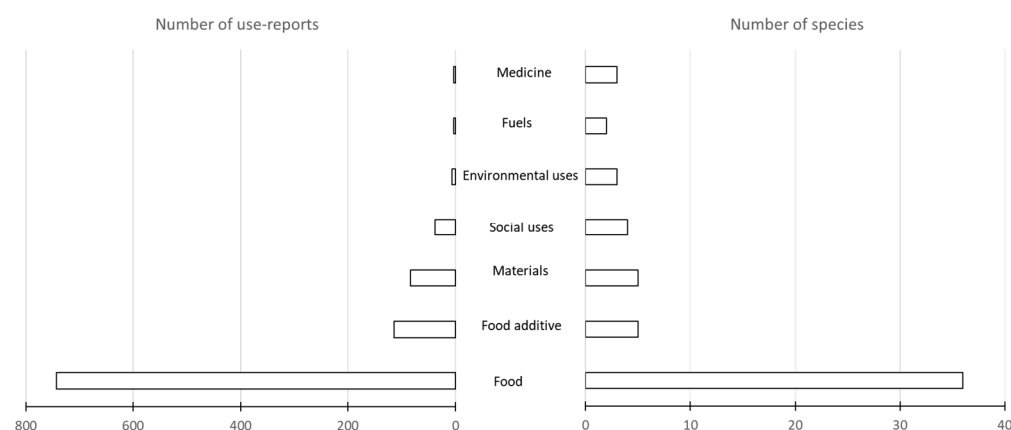 Number of use-reports
Number of species
Medicine
Fuels
Environmental uses
Social uses
Materials
Food additive
Food
800 600 400 200 0
0 10 20 30 40